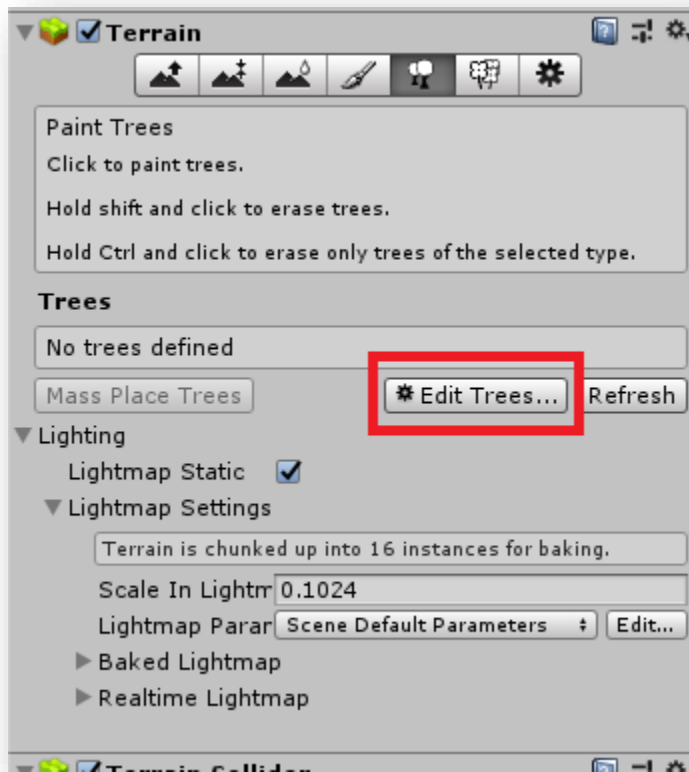 Terrain
Paint Trees
Click to paint trees.
Hold shift and click to erase trees.
Hold Ctrl and click to erase only trees of the selected type.
Trees
No trees defined
Mass Place Trees Edit Trees... Refresh
Lighting
Lightmap Static
Lightmap Settings
Terrain is chunked up into 16 instances for baking.
Scale In Lightm 0.1024
Lightmap Parar Scene Default Parameters Edit...
Baked Lightmap
Realtime Lightmap
Terrain Collider